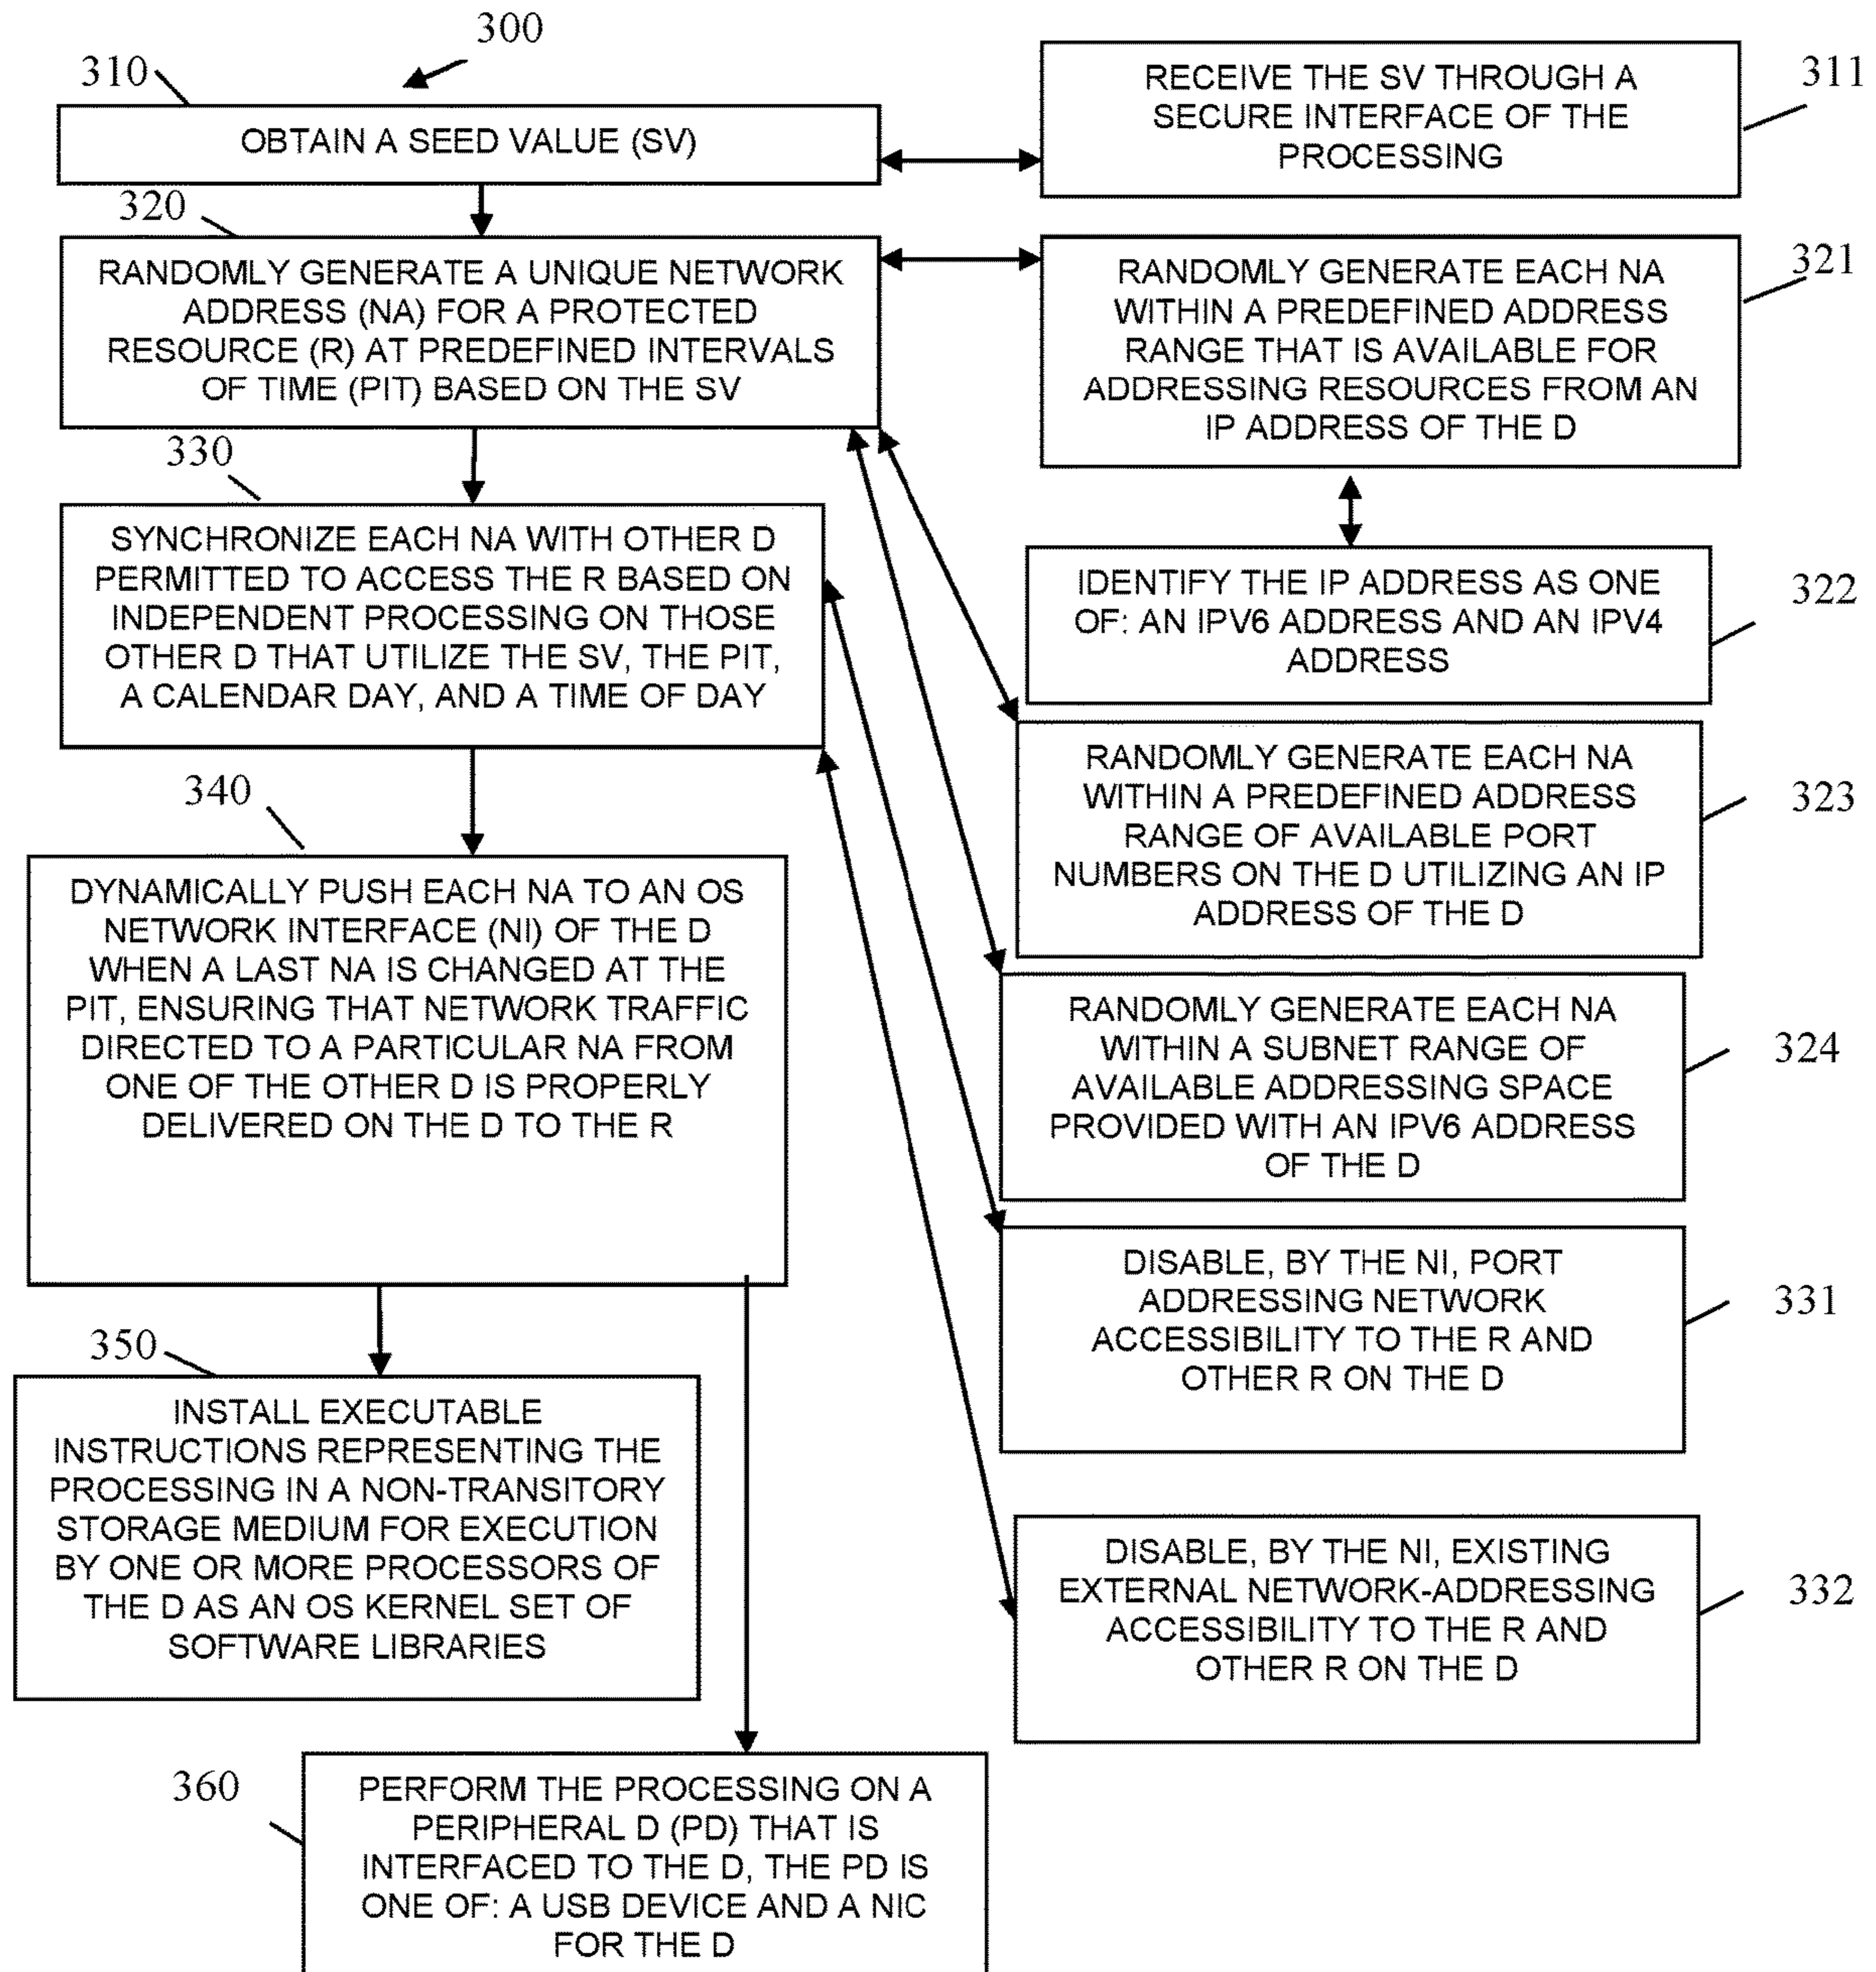 300
310
OBTAIN A SEED VALUE (SV)
311
RECEIVE THE SV THROUGH A
SECURE INTERFACE OF THE
PROCESSING
320
RANDOMLY GENERATE A UNIQUE NETWORK
ADDRESS (NA) FOR A PROTECTED
RESOURCE (R) AT PREDEFINED INTERVALS
OF TIME (PIT) BASED ON THE SV
321
RANDOMLY GENERATE EACH NA
WITHIN A PREDEFINED ADDRESS
RANGE THAT IS AVAILABLE FOR
ADDRESSING RESOURCES FROM AN
IP ADDRESS OF THE D
322
IDENTIFY THE IP ADDRESS AS ONE
OF: AN IPV6 ADDRESS AND AN IPV4
ADDRESS
323
RANDOMLY GENERATE EACH NA
WITHIN A PREDEFINED ADDRESS
RANGE OF AVAILABLE PORT
NUMBERS ON THE D UTILIZING AN IP
ADDRESS OF THE D
324
RANDOMLY GENERATE EACH NA
WITHIN A SUBNET RANGE OF
AVAILABLE ADDRESSING SPACE
PROVIDED WITH AN IPV6 ADDRESS
OF THE D
330
SYNCHRONIZE EACH NA WITH OTHER D
PERMITTED TO ACCESS THE R BASED ON
INDEPENDENT PROCESSING ON THOSE
OTHER D THAT UTILIZE THE SV, THE PIT,
A CALENDAR DAY, AND A TIME OF DAY
331
DISABLE, BY THE NI, PORT
ADDRESSING NETWORK
ACCESSIBILITY TO THE R AND
OTHER R ON THE D
332
DISABLE, BY THE NI, EXISTING
EXTERNAL NETWORK-ADDRESSING
ACCESSIBILITY TO THE R AND
OTHER R ON THE D
340
DYNAMICALLY PUSH EACH NA TO AN OS
NETWORK INTERFACE (NI) OF THE D
WHEN A LAST NA IS CHANGED AT THE
PIT, ENSURING THAT NETWORK TRAFFIC
DIRECTED TO A PARTICULAR NA FROM
ONE OF THE OTHER D IS PROPERLY
DELIVERED ON THE D TO THE R
350
INSTALL EXECUTABLE
INSTRUCTIONS REPRESENTING THE
PROCESSING IN A NON-TRANSITORY
STORAGE MEDIUM FOR EXECUTION
BY ONE OR MORE PROCESSORS OF
THE D AS AN OS KERNEL SET OF
SOFTWARE LIBRARIES
360
PERFORM THE PROCESSING ON A
PERIPHERAL D (PD) THAT IS
INTERFACED TO THE D, THE PD IS
ONE OF: A USB DEVICE AND A NIC
FOR THE D